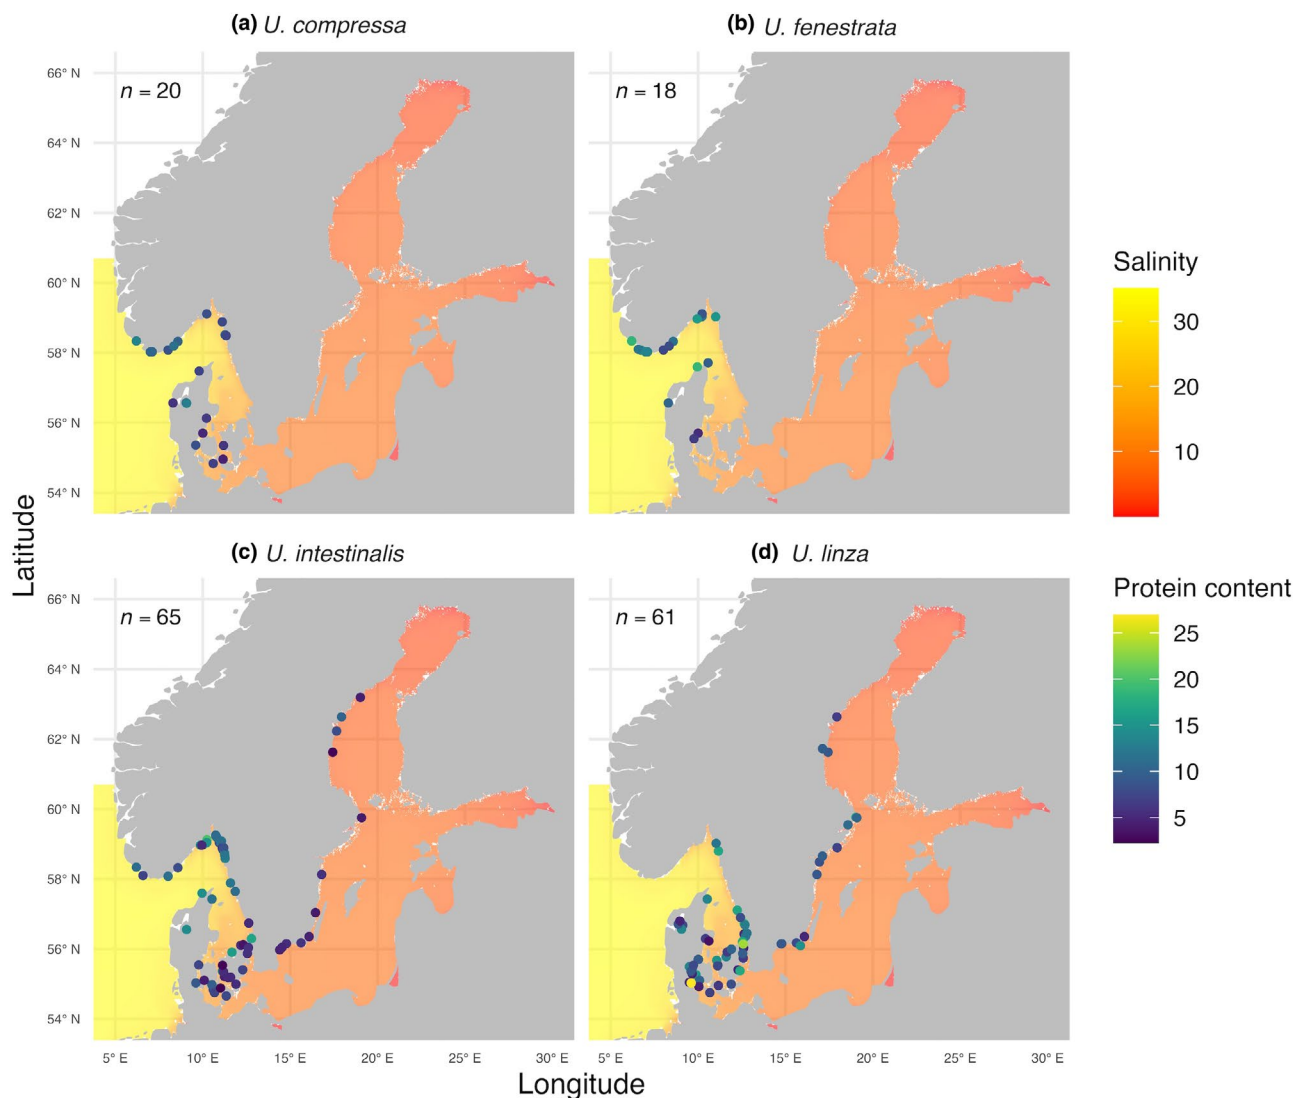 (a) U. compressa
(b) U. fenestrata
66° N
64° N
62° N
60° N
58° N
56° N
54° N
n = 20
n = 18
Salinity
30
20
10
Latitude
(c) U. intestinalis
(d) U. linza
66° N
64° N
62° N
60° N
58° N
56° N
54° N
n = 65
n = 61
Protein content
25
20
15
10
5
5° E 10° E 15° E 20° E 25° E 30° E
5° E 10° E 15° E 20° E 25° E 30° E
Longitude